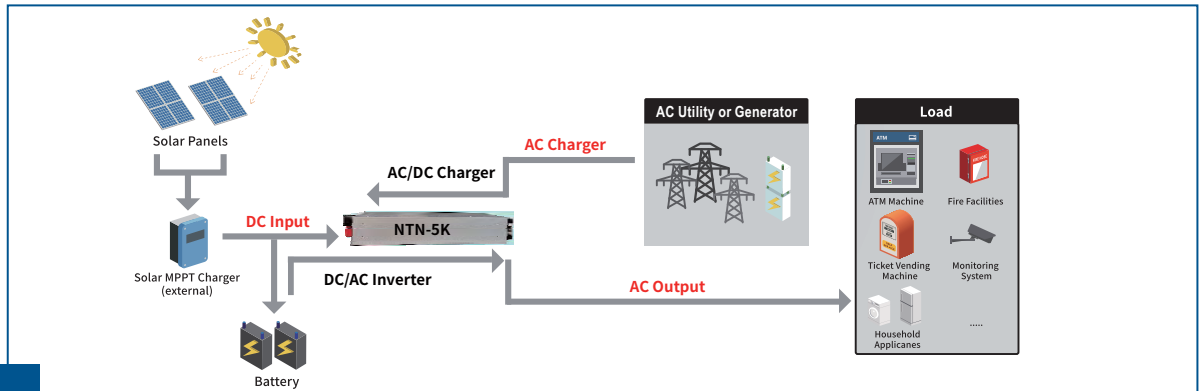 AC Utility or Generator
Load
ATM
Solar Panels
AC Charger
AC/DC Charger
ATM Machine
Fire Facilities
DC Input
NTN-5K
Solar MPPT Charger
(external)
DC/AC Inverter
Ticket Vending
Machine
Monitoring
System
AC Output
Household
Applicanes
.....
Battery